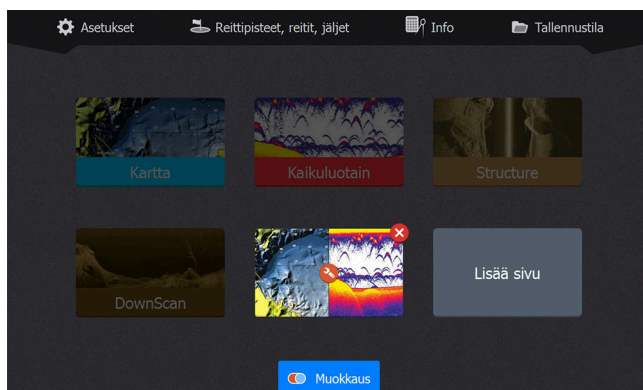 Asetukset
Reittipisteet, reitit, jäljet
Info
Tallennustila
Kartta
Kaikuluotain
Structure
DownScan
Lisää sivu
Muokkaus